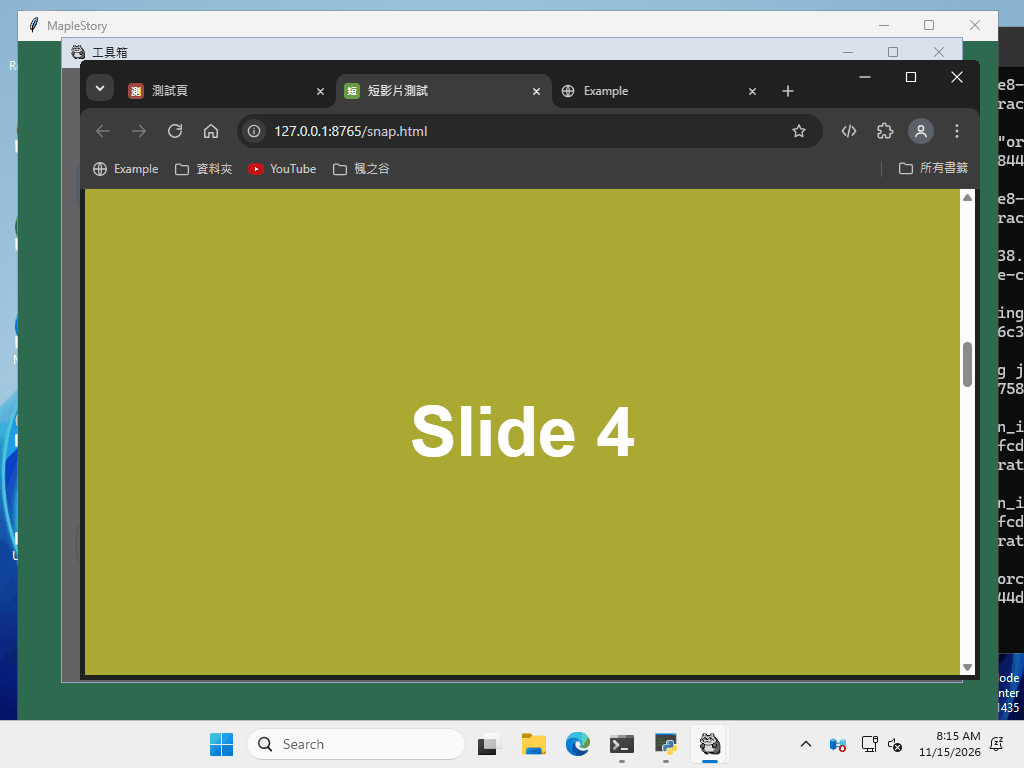 MapleStory
工具箱
測 測試頁
短 短影片測試
Example
127.0.0.1:8765/snap.html
Example
資料夾
YouTube
楓之谷
所有書籤
Slide 4
Search
8:15 AM
11/15/2026